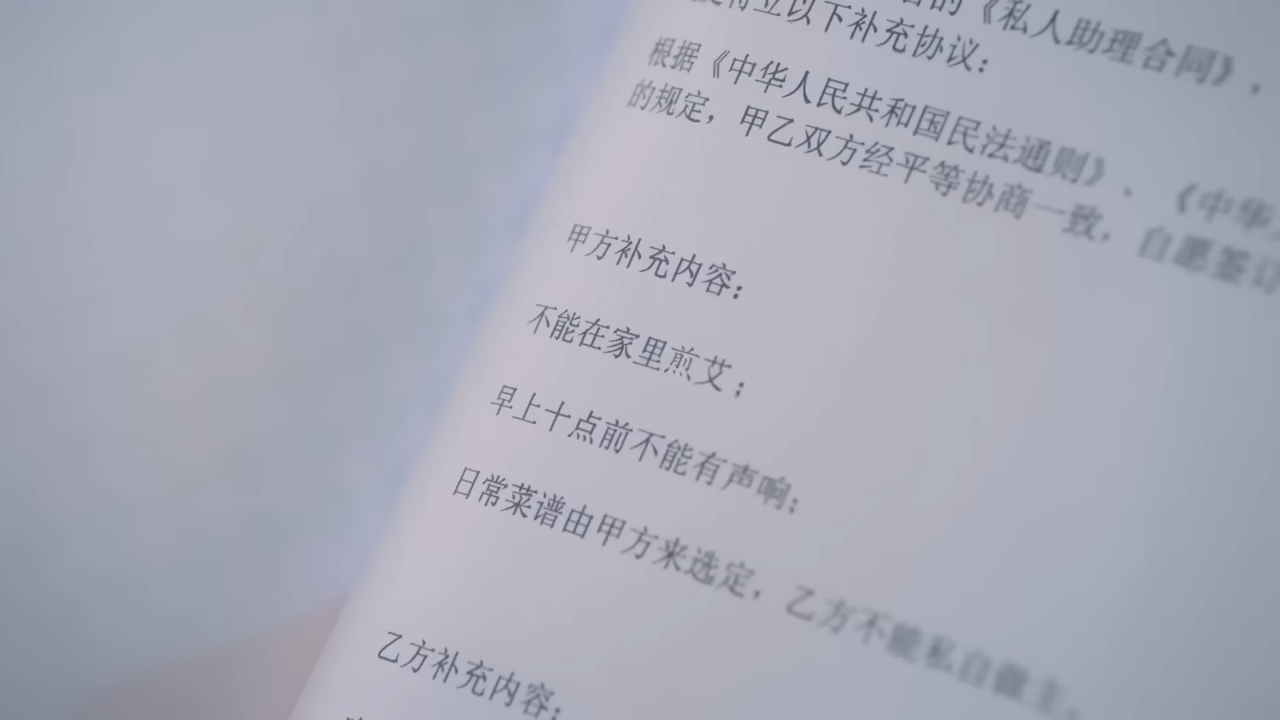 的《私人助理合同》，
立以下补充协议：
根据《中华人民共和国民法通则》、《中华
的规定，甲乙双方经平等协商一致，自愿签订
甲方补充内容：
不能在家里煎艾；
早上十点前不能有声响；
日常菜谱由甲方来选定，乙方不能私自做主。
乙方补充内容：